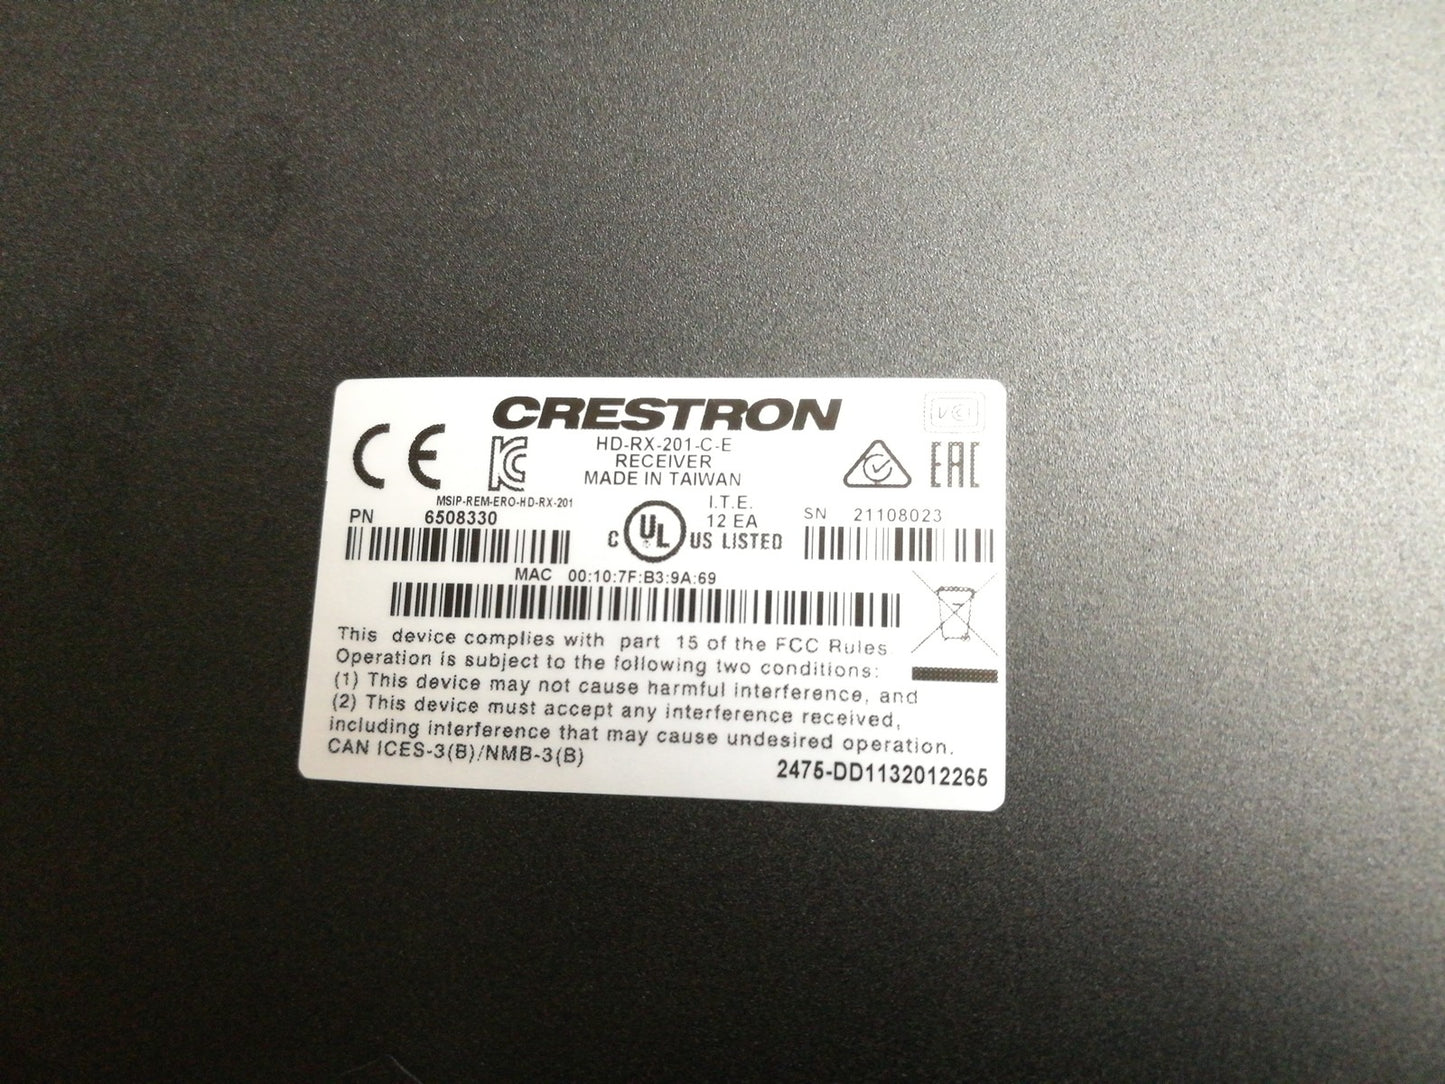 CRESTRON
HD-RX-201-C-E
RECEIVER
MADE IN TAIWAN
CE
KC
EAC
MSIP-REM-ERO-HD-RX-201
PN 6508330
I.T.E.
12 EA
C UL US LISTED
SN 21108023
MAC 00:10:7F:B3:9A:69
This device complies with part 15 of the FCC Rules
Operation is subject to the following two conditions:
(1) This device may not cause harmful interference, and
(2) This device must accept any interference received,
including interference that may cause undesired operation.
CAN ICES-3(B)/NMB-3(B)
2475-DD1132012265